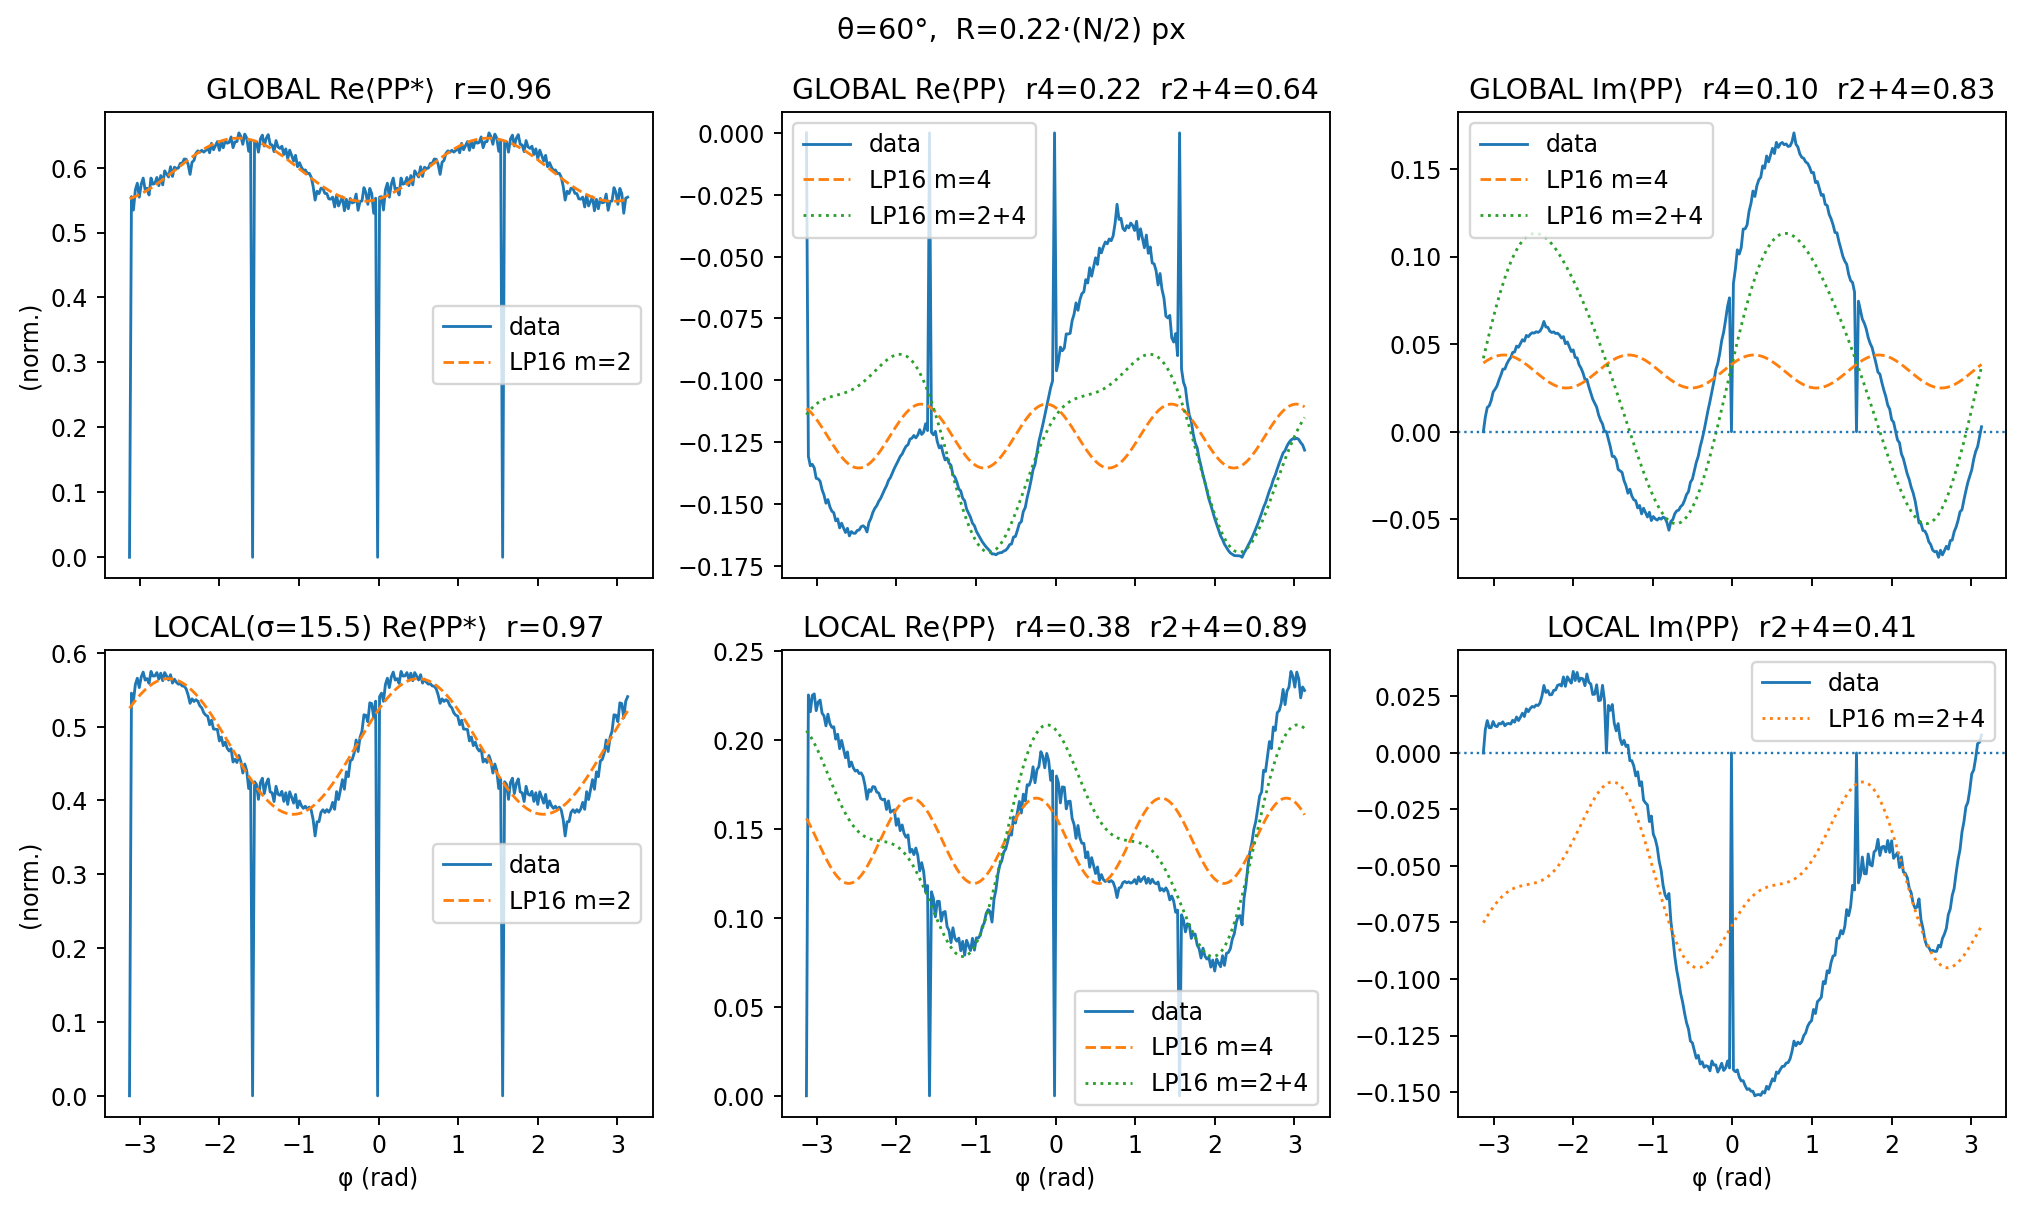 θ=60°,  R=0.22·(N/2) px
GLOBAL Re⟨PP*⟩  r=0.96
(norm.)
0.6
0.5
0.4
0.3
0.2
0.1
0.0
data
LP16 m=2
GLOBAL Re⟨PP⟩  r4=0.22  r2+4=0.64
0.000
−0.025
−0.050
−0.075
−0.100
−0.125
−0.150
−0.175
data
LP16 m=4
LP16 m=2+4
GLOBAL Im⟨PP⟩  r4=0.10  r2+4=0.83
0.15
0.10
0.05
0.00
−0.05
data
LP16 m=4
LP16 m=2+4
LOCAL(σ=15.5) Re⟨PP*⟩  r=0.97
(norm.)
0.6
0.5
0.4
0.3
0.2
0.1
0.0
data
LP16 m=2
−3 −2 −1 0 1 2 3
φ (rad)
LOCAL Re⟨PP⟩  r4=0.38  r2+4=0.89
0.25
0.20
0.15
0.10
0.05
0.00
data
LP16 m=4
LP16 m=2+4
−3 −2 −1 0 1 2 3
φ (rad)
LOCAL Im⟨PP⟩  r2+4=0.41
0.025
0.000
−0.025
−0.050
−0.075
−0.100
−0.125
−0.150
data
LP16 m=2+4
−3 −2 −1 0 1 2 3
φ (rad)